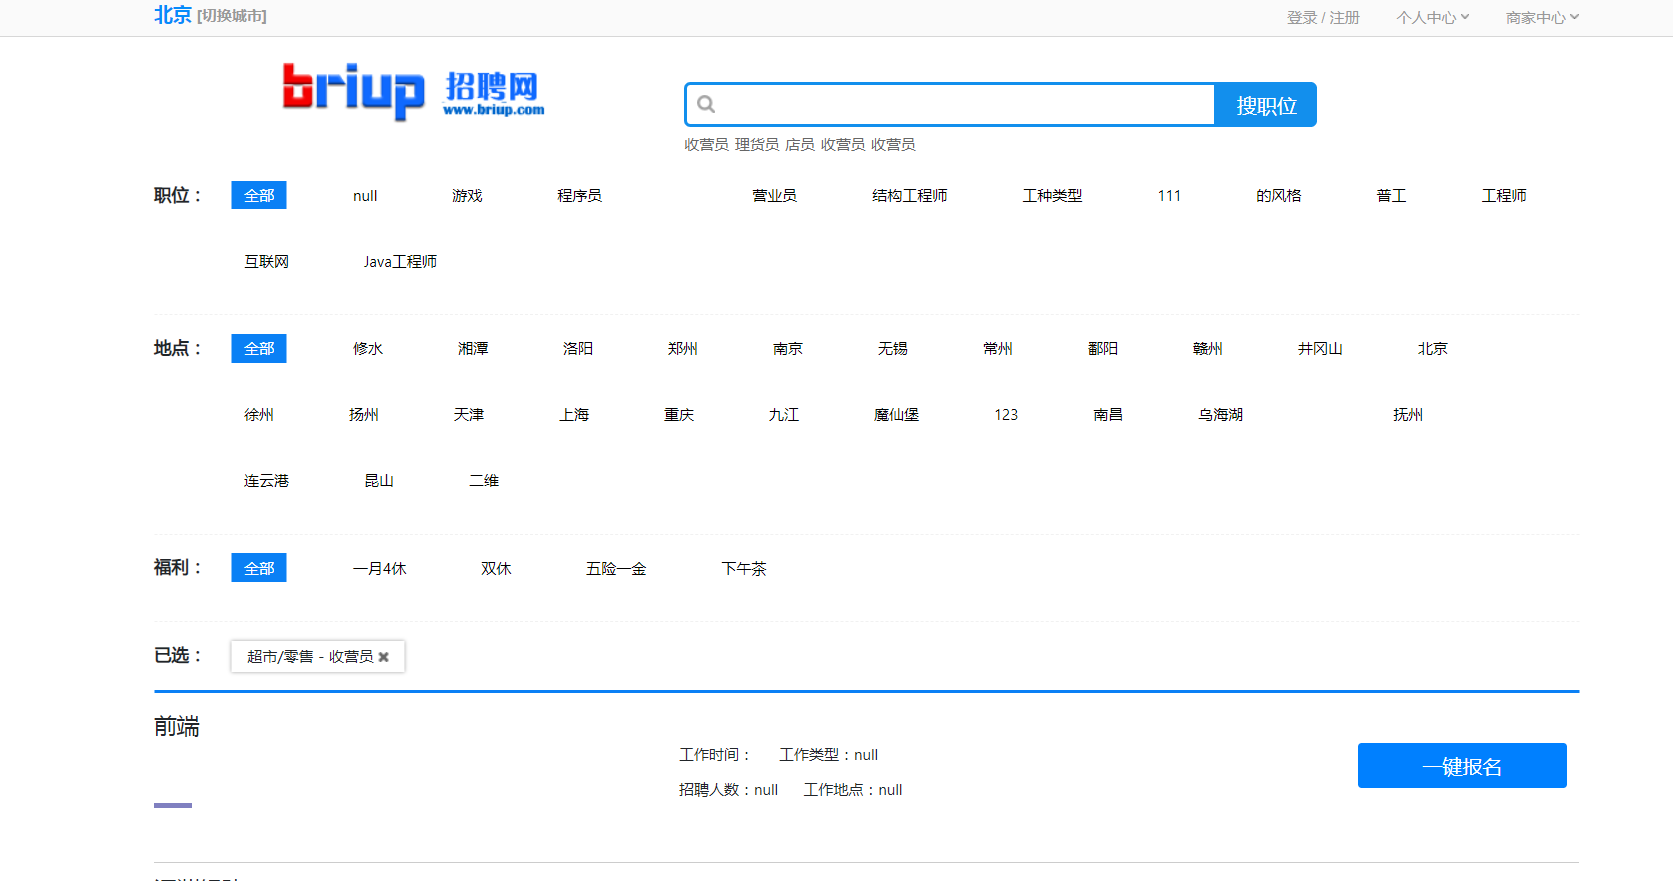 北京 [切换城市] 登录 / 注册 个人中心 商家中心
briup 招聘网
www.briup.com
搜职位
收营员 理货员 店员 收营员 收营员
职位： 全部 null 游戏 程序员 营业员 结构工程师 工种类型 111 的风格 普工 工程师
互联网 Java工程师
地点： 全部 修水 湘潭 洛阳 郑州 南京 无锡 常州 鄱阳 赣州 井冈山 北京
徐州 扬州 天津 上海 重庆 九江 魔仙堡 123 南昌 乌海湖 抚州
连云港 昆山 二维
福利： 全部 一月4休 双休 五险一金 下午茶
已选： 超市/零售 - 收营员
前端
工作时间： 工作类型：null
一键报名
招聘人数：null 工作地点：null